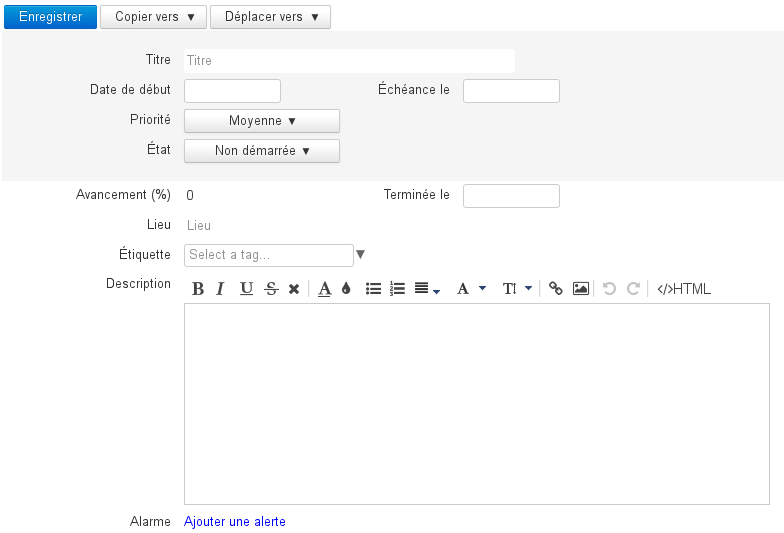 Enregistrer Copier vers ▼ Déplacer vers ▼
Titre Titre
Date de début Échéance le
Priorité Moyenne ▼
État Non démarrée ▼
Avancement (%) 0 Terminée le
Lieu Lieu
Étiquette Select a tag... ▼
Description B I U S A A T </>HTML
Alarme Ajouter une alerte